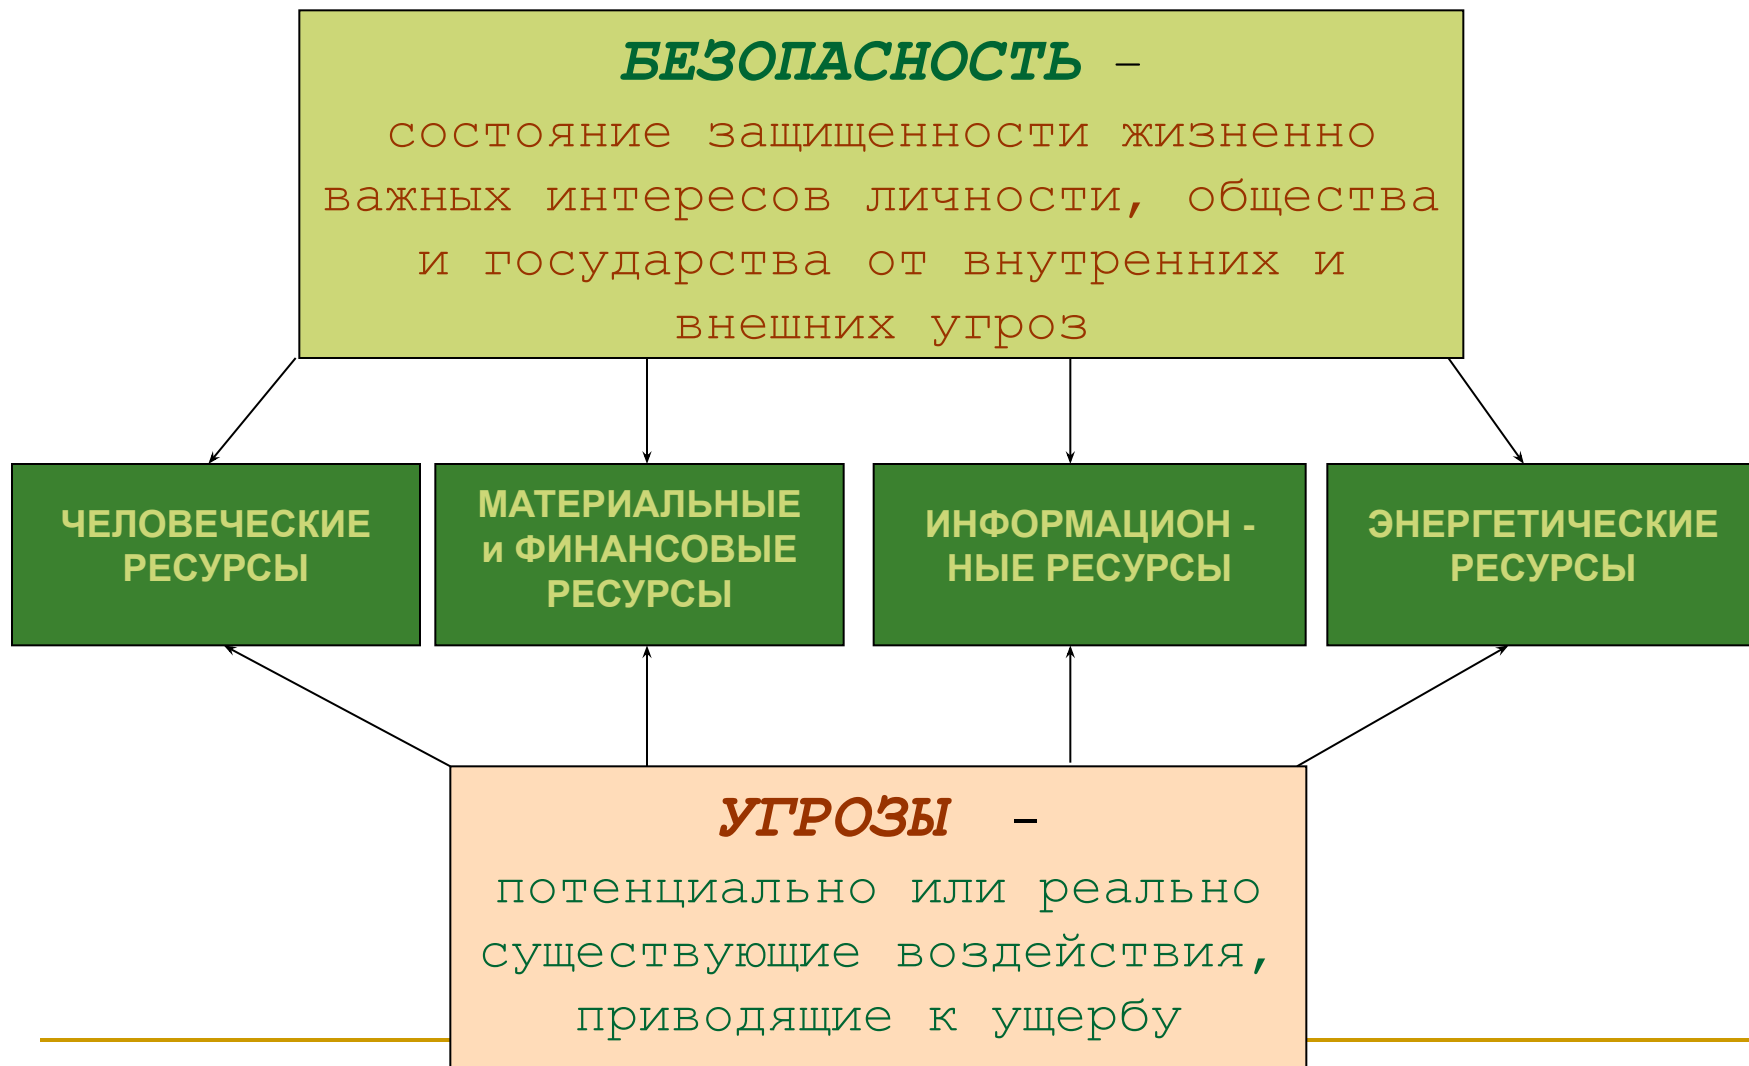 БЕЗОПАСНОСТЬ –
состояние защищенности жизненно
важных интересов личности, общества
и государства от внутренних и
внешних угроз
ЧЕЛОВЕЧЕСКИЕ
РЕСУРСЫ
МАТЕРИАЛЬНЫЕ
и ФИНАНСОВЫЕ
РЕСУРСЫ
ИНФОРМАЦИОН -
НЫЕ РЕСУРСЫ
ЭНЕРГЕТИЧЕСКИЕ
РЕСУРСЫ
УГРОЗЫ –
потенциально или реально
существующие воздействия,
приводящие к ущербу